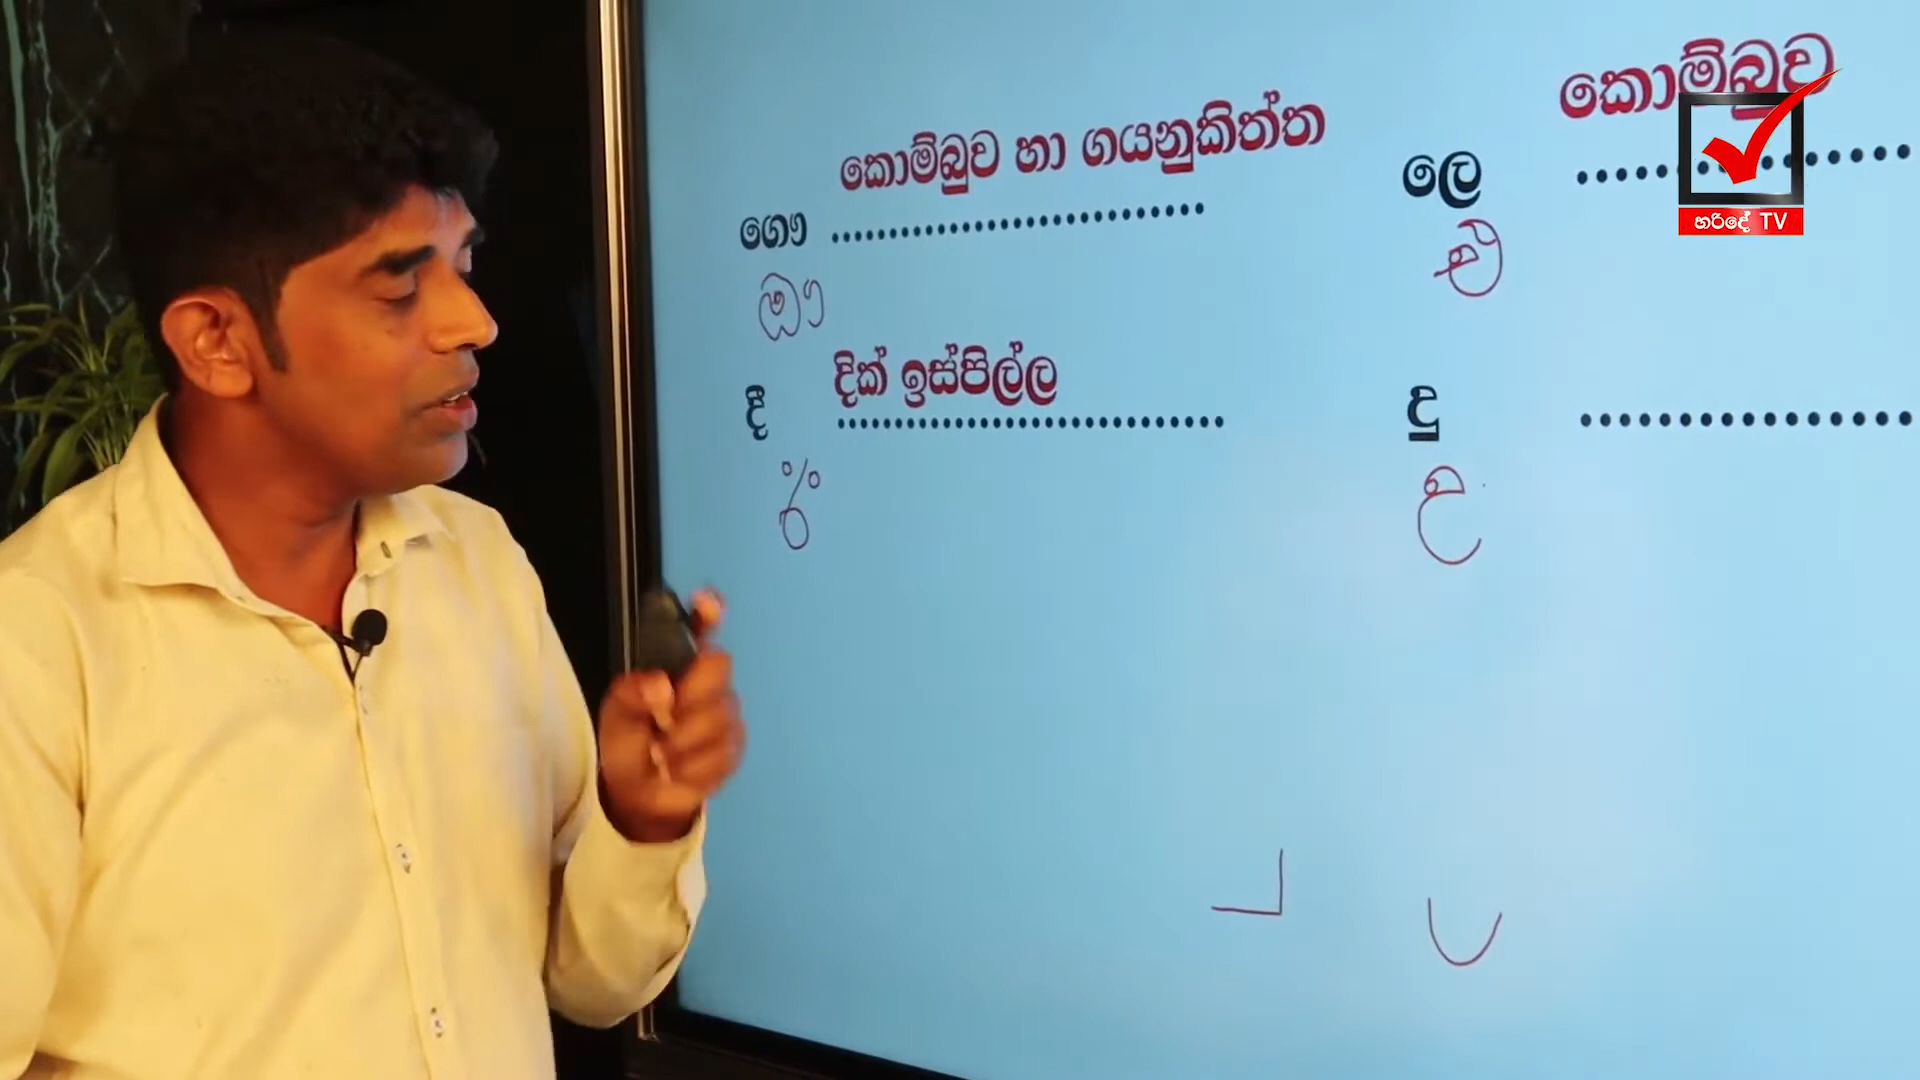 කොම්බුව හා ගයනුකිත්ත
ගෞ ...........................
ඖ
දික් ඉස්පිල්ල
දී ...........................
ඊ
කොම්බුව
ලෙ ....................
එ
දු ....................
උ
හරිදේ TV